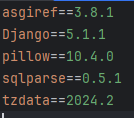 asgiref==3.8.1
Django==5.1.1
pillow==10.4.0
sqlparse==0.5.1
tzdata==2024.2